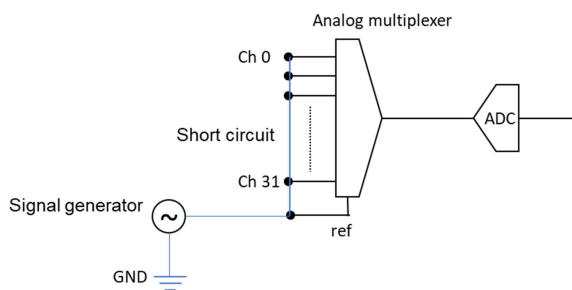 Analog multiplexer
Ch 0
ADC
Short circuit
Ch 31
Signal generator
~
ref
GND